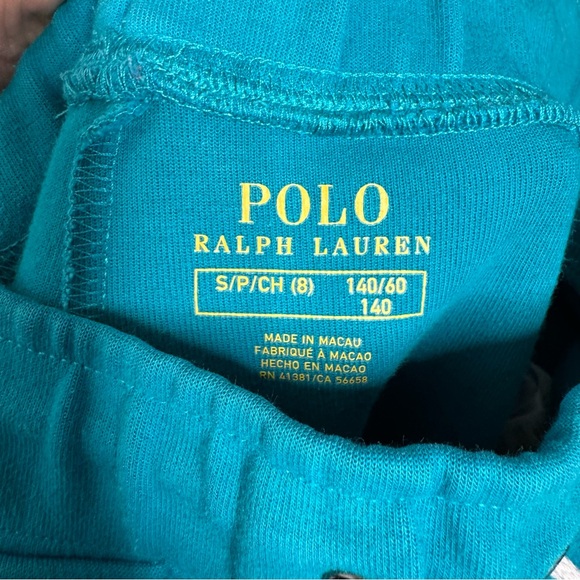 POLO
RALPH LAUREN
S/P/CH (8) 140/60
140
MADE IN MACAU
FABRIQUÉ À MACAO
HECHO EN MACAO
RN 41381/CA 56658